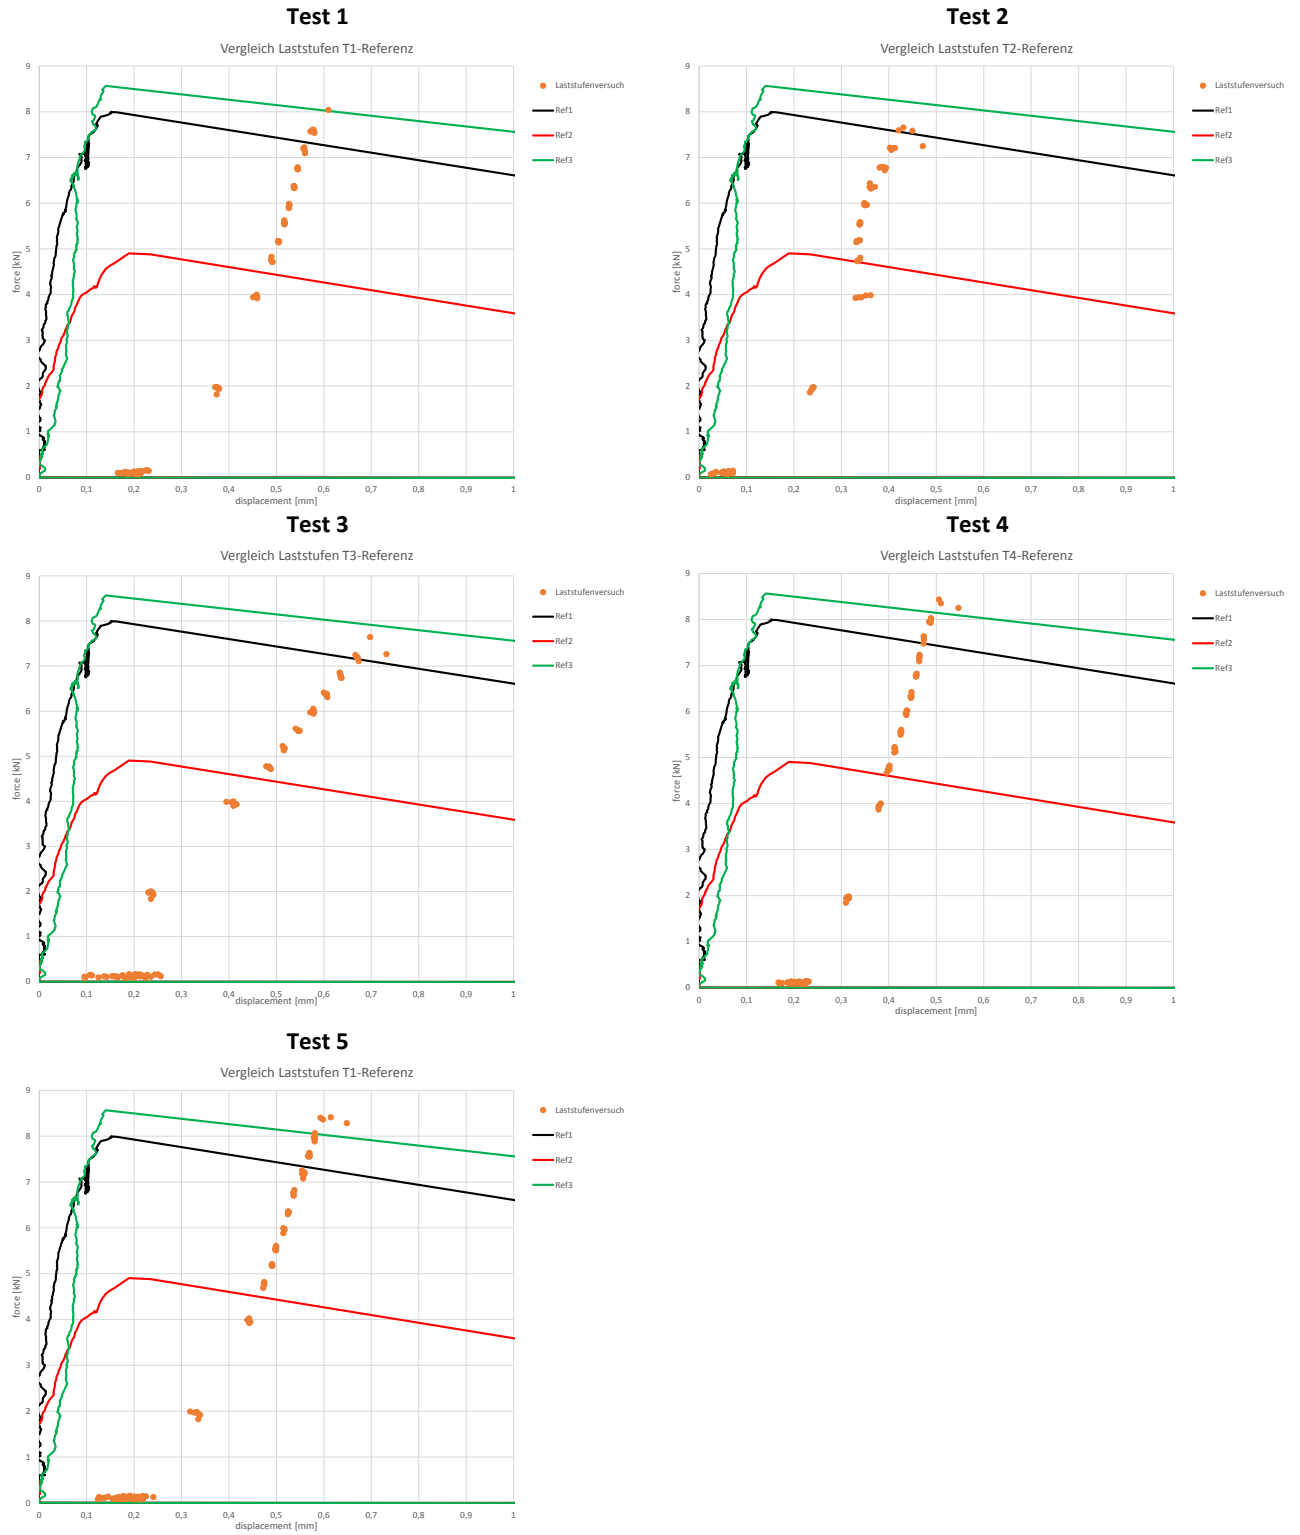 Test 1
Vergleich Laststufen T1-Referenz
9
8
7
6
5
4
3
2
1
0
force [kN]
0 0,1 0,2 0,3 0,4 0,5 0,6 0,7 0,8 0,9 1
displacement [mm]
Laststufenversuch
Ref1
Ref2
Ref3
Test 2
Vergleich Laststufen T2-Referenz
9
8
7
6
5
4
3
2
1
0
force [kN]
0 0,1 0,2 0,3 0,4 0,5 0,6 0,7 0,8 0,9 1
displacement [mm]
Laststufenversuch
Ref1
Ref2
Ref3
Test 3
Vergleich Laststufen T3-Referenz
9
8
7
6
5
4
3
2
1
0
force [kN]
0 0,1 0,2 0,3 0,4 0,5 0,6 0,7 0,8 0,9 1
displacement [mm]
Laststufenversuch
Ref1
Ref2
Ref3
Test 4
Vergleich Laststufen T4-Referenz
9
8
7
6
5
4
3
2
1
0
force [kN]
0 0,1 0,2 0,3 0,4 0,5 0,6 0,7 0,8 0,9 1
displacement [mm]
Laststufenversuch
Ref1
Ref2
Ref3
Test 5
Vergleich Laststufen T1-Referenz
9
8
7
6
5
4
3
2
1
0
force [kN]
0 0,1 0,2 0,3 0,4 0,5 0,6 0,7 0,8 0,9 1
displacement [mm]
Laststufenversuch
Ref1
Ref2
Ref3